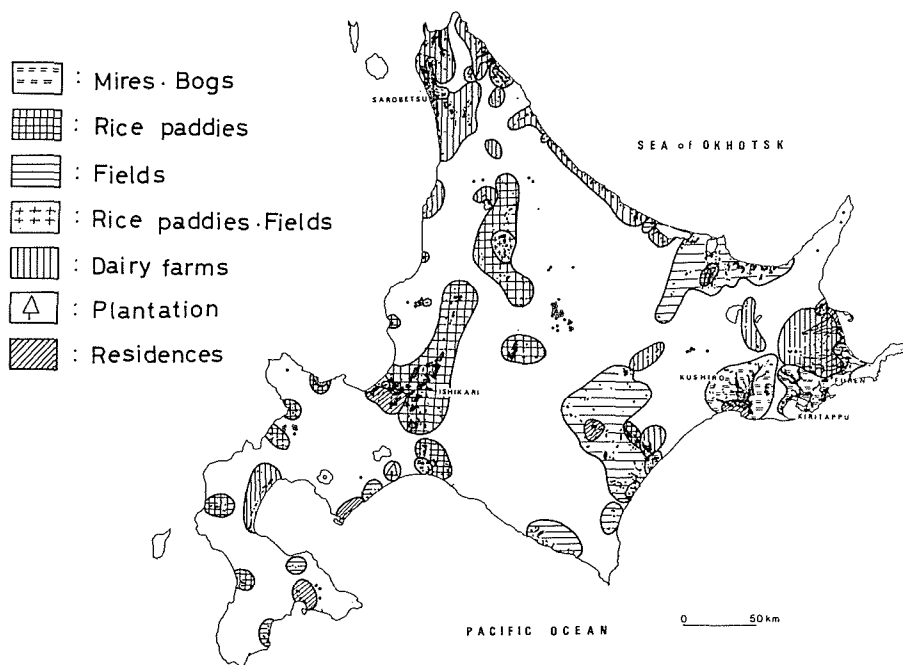 : Mires · Bogs
: Rice paddies
: Fields
: Rice paddies · Fields
: Dairy farms
: Plantation
: Residences
SAROBETSU
SEA of OKHOTSK
ISHIKARI
KUSHIRO
FUREN
KIRITAPPU
PACIFIC OCEAN
0 50km